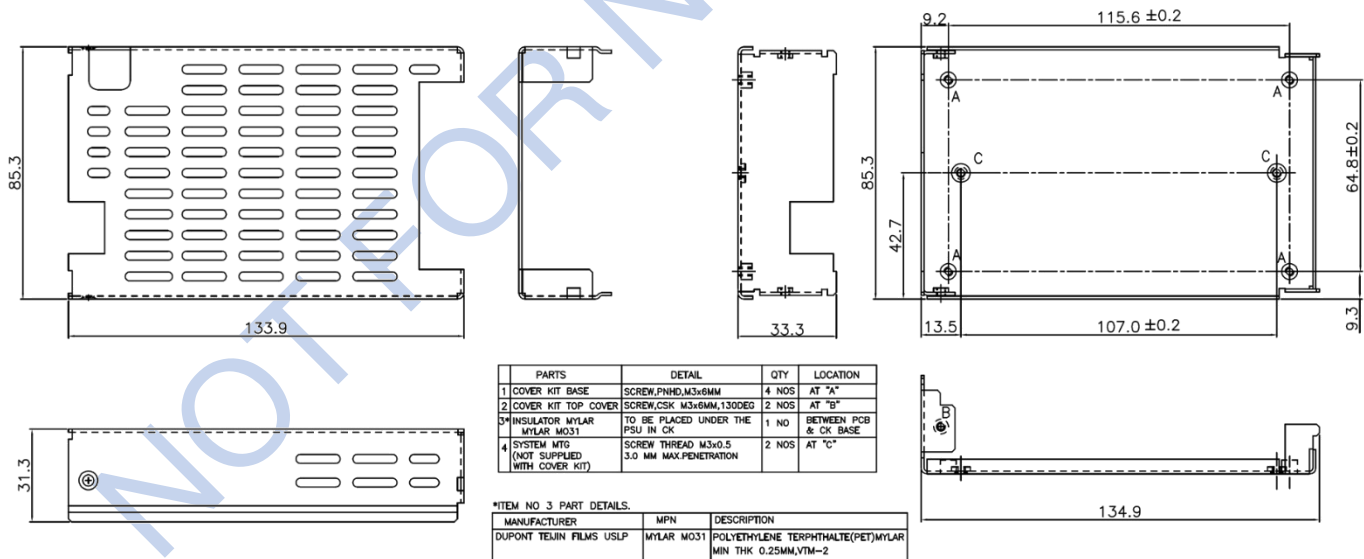 NOT FOR N
9.2
115.6 ±0.2
85.3
133.9
33.3
85.3
42.7
A
A
C
C
A
A
64.8±0.2
9.3
13.5
107.0 ±0.2
31.3
B
134.9
PARTS DETAIL QTY LOCATION
1 COVER KIT BASE SCREW,PNHD,M3x6MM 4 NOS AT "A"
2 COVER KIT TOP COVER SCREW,CSK M3x6MM,130DEG 2 NOS AT "B"
3* INSULATOR MYLAR TO BE PLACED UNDER THE 1 NO BETWEEN PCB
MYLAR MO31 PSU IN CK & CK BASE
4 SYSTEM MTG SCREW THREAD M3x0.5 2 NOS AT "C"
(NOT SUPPLIED 3.0 MM MAX.PENETRATION
WITH COVER KIT)
*ITEM NO 3 PART DETAILS.
MANUFACTURER MPN DESCRIPTION
DUPONT TEIJIN FILMS USLP MYLAR MO31 POLYETHYLENE TERPHTHALTE(PET)MYLAR
MIN THK 0.25MM,VTM-2